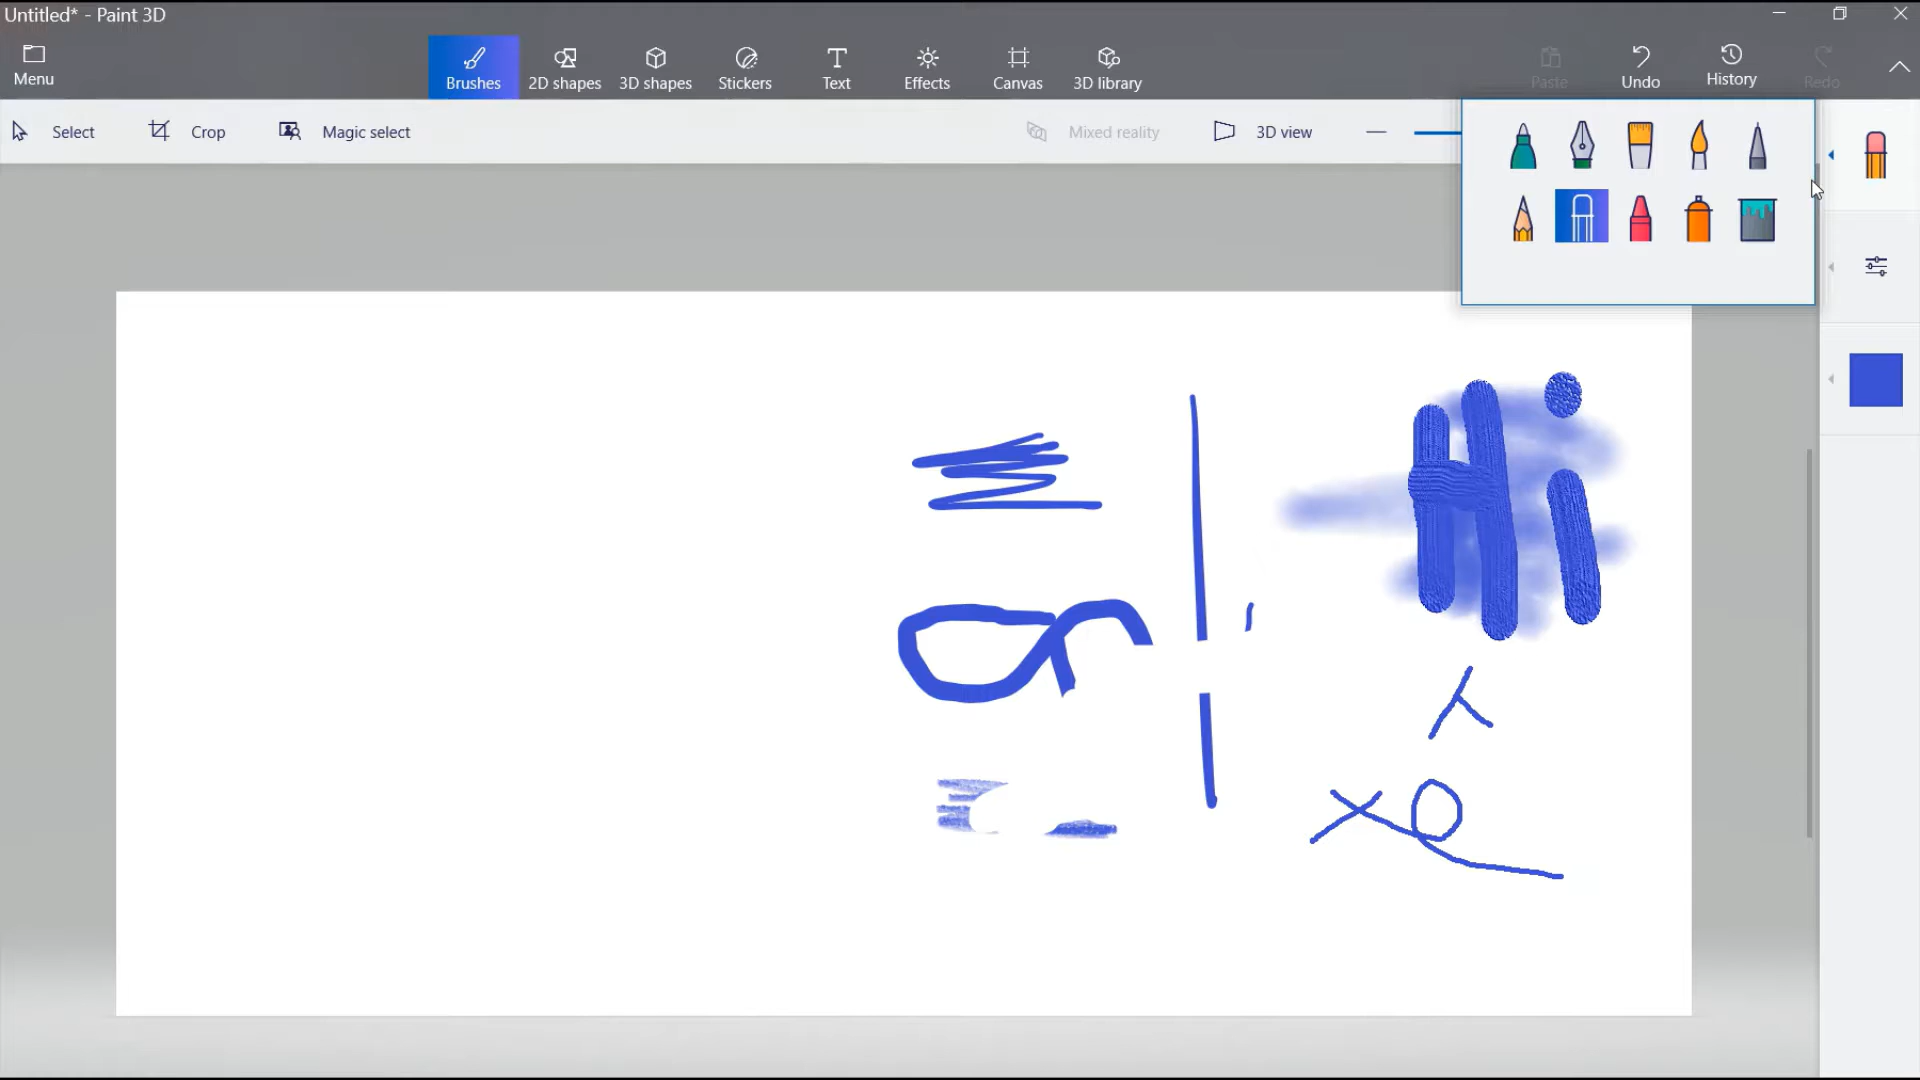 Untitled* - Paint 3D
Menu
Brushes 2D shapes 3D shapes Stickers Text Effects Canvas 3D library Paste Undo History Redo
Select Crop Magic select Mixed reality 3D view
Hi